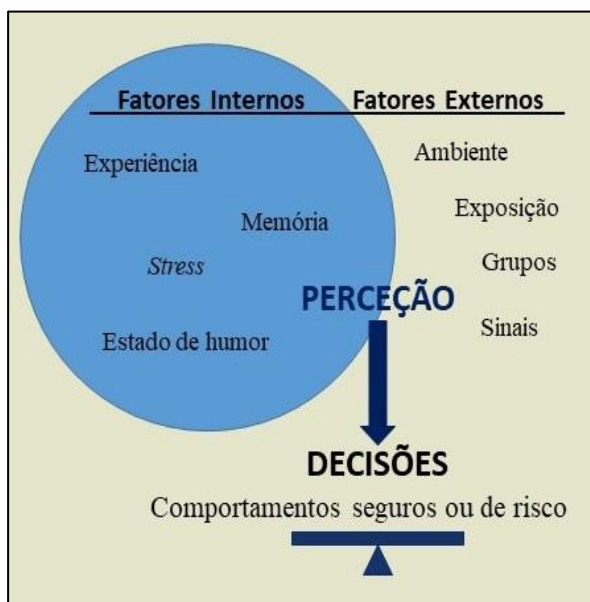 Fatores Internos Fatores Externos
Experiência
Ambiente
Memória
Exposição
Stress
Grupos
PERCEÇÃO
Sinais
Estado de humor
DECISÕES
Comportamentos seguros ou de risco